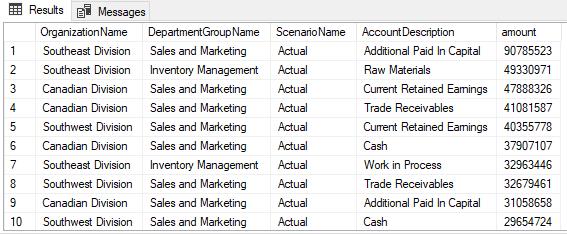 Results Messages
OrganizationName DepartmentGroupName ScenarioName AccountDescription amount
1 Southeast Division Sales and Marketing Actual Additional Paid In Capital 90785523
2 Southeast Division Inventory Management Actual Raw Materials 49330971
3 Canadian Division Sales and Marketing Actual Current Retained Earnings 47888326
4 Canadian Division Sales and Marketing Actual Trade Receivables 41081587
5 Southwest Division Sales and Marketing Actual Current Retained Earnings 40355778
6 Canadian Division Sales and Marketing Actual Cash 37907107
7 Southeast Division Inventory Management Actual Work in Process 32963446
8 Southwest Division Sales and Marketing Actual Trade Receivables 32679461
9 Canadian Division Sales and Marketing Actual Additional Paid In Capital 31058658
10 Southwest Division Sales and Marketing Actual Cash 29654724